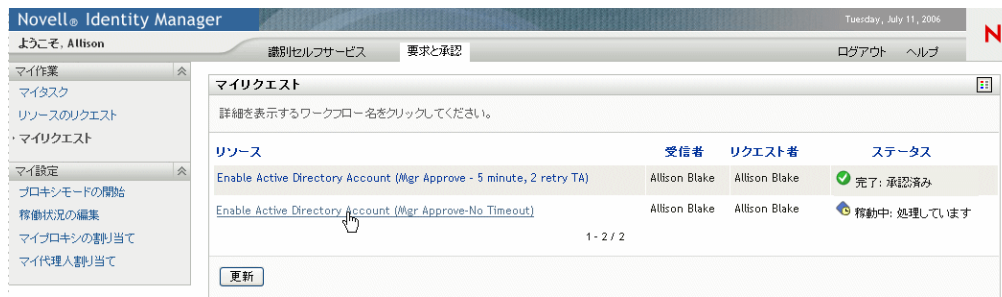 Novell® Identity Manager
Tuesday, July 11, 2006
N
ようこそ, Allison
識別セルフサービス
要求と承認
ログアウト
ヘルプ
マイ作業
マイタスク
リソースのリクエスト
マイリクエスト
マイ設定
プロキシモードの開始
稼働状況の編集
マイプロキシの割り当て
マイ代理人割り当て
マイリクエスト
詳細を表示するワークフロー名をクリックしてください。
リソース 受信者 リクエスト者 ステータス
Enable Active Directory Account (Mgr Approve - 5 minute, 2 retry TA) Allison Blake Allison Blake 完了: 承認済み
Enable Active Directory Account (Mgr Approve-No Timeout) Allison Blake Allison Blake 稼動中: 処理しています
1 - 2 / 2
更新